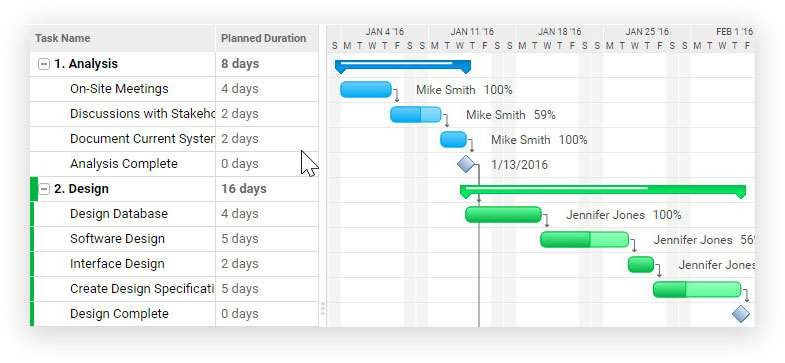 Task Name Planned Duration JAN 4 '16 JAN 11 '16 JAN 18 '16 JAN 25 '16 FEB 1 '16
S M T W T F S M T W T F S M T W T F S M T W T F S M T W T F
1. Analysis 8 days
On-Site Meetings 4 days Mike Smith 100%
Discussions with Stakeho 2 days Mike Smith 59%
Document Current System 2 days Mike Smith 100%
Analysis Complete 0 days 1/13/2016
2. Design 16 days
Design Database 4 days Jennifer Jones 100%
Software Design 5 days Jennifer Jones 56%
Interface Design 2 days Jennifer Jones
Create Design Specificati 5 days
Design Complete 0 days